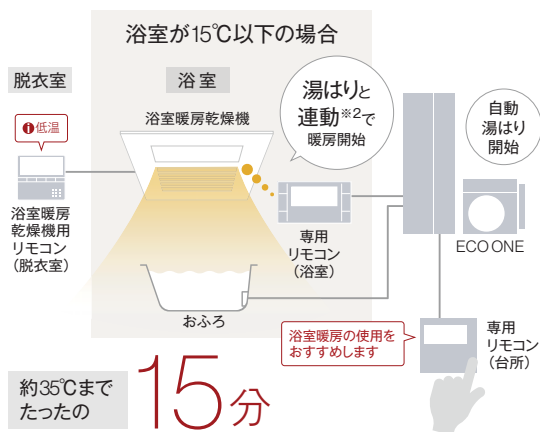 浴室が15℃以下の場合
脱衣室
浴室
浴室暖房乾燥機
湯はりと
連動※2で
暖房開始
自動
湯はり
開始
❶低温
浴室暖房
乾燥機用
リモコン
（脱衣室）
専用
リモコン
（浴室）
ECO ONE
おふろ
浴室暖房の使用を
おすすめします
専用
リモコン
（台所）
約35℃まで
たったの
15分